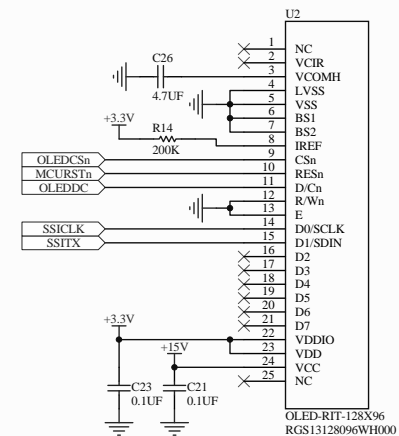 U2
1 NC
2 VCIR
C26
3 VCOMH
4.7UF
4 LVSS
5 VSS
6 BS1
7 BS2
+3.3V
R14
200K
8 IREF
OLEDCSn 9 CSn
MCURSTn 10 RESn
OLEDDC 11 D/Cn
12 R/Wn
13 E
SSICLK 14 D0/SCLK
SSITX 15 D1/SDIN
16 D2
17 D3
18 D4
19 D5
20 D6
21 D7
+3.3V
22 VDDIO
23 VDD
+15V
24 VCC
25 NC
C23
0.1UF
C21
0.1UF
OLED-RIT-128X96
RGS13128096WH000